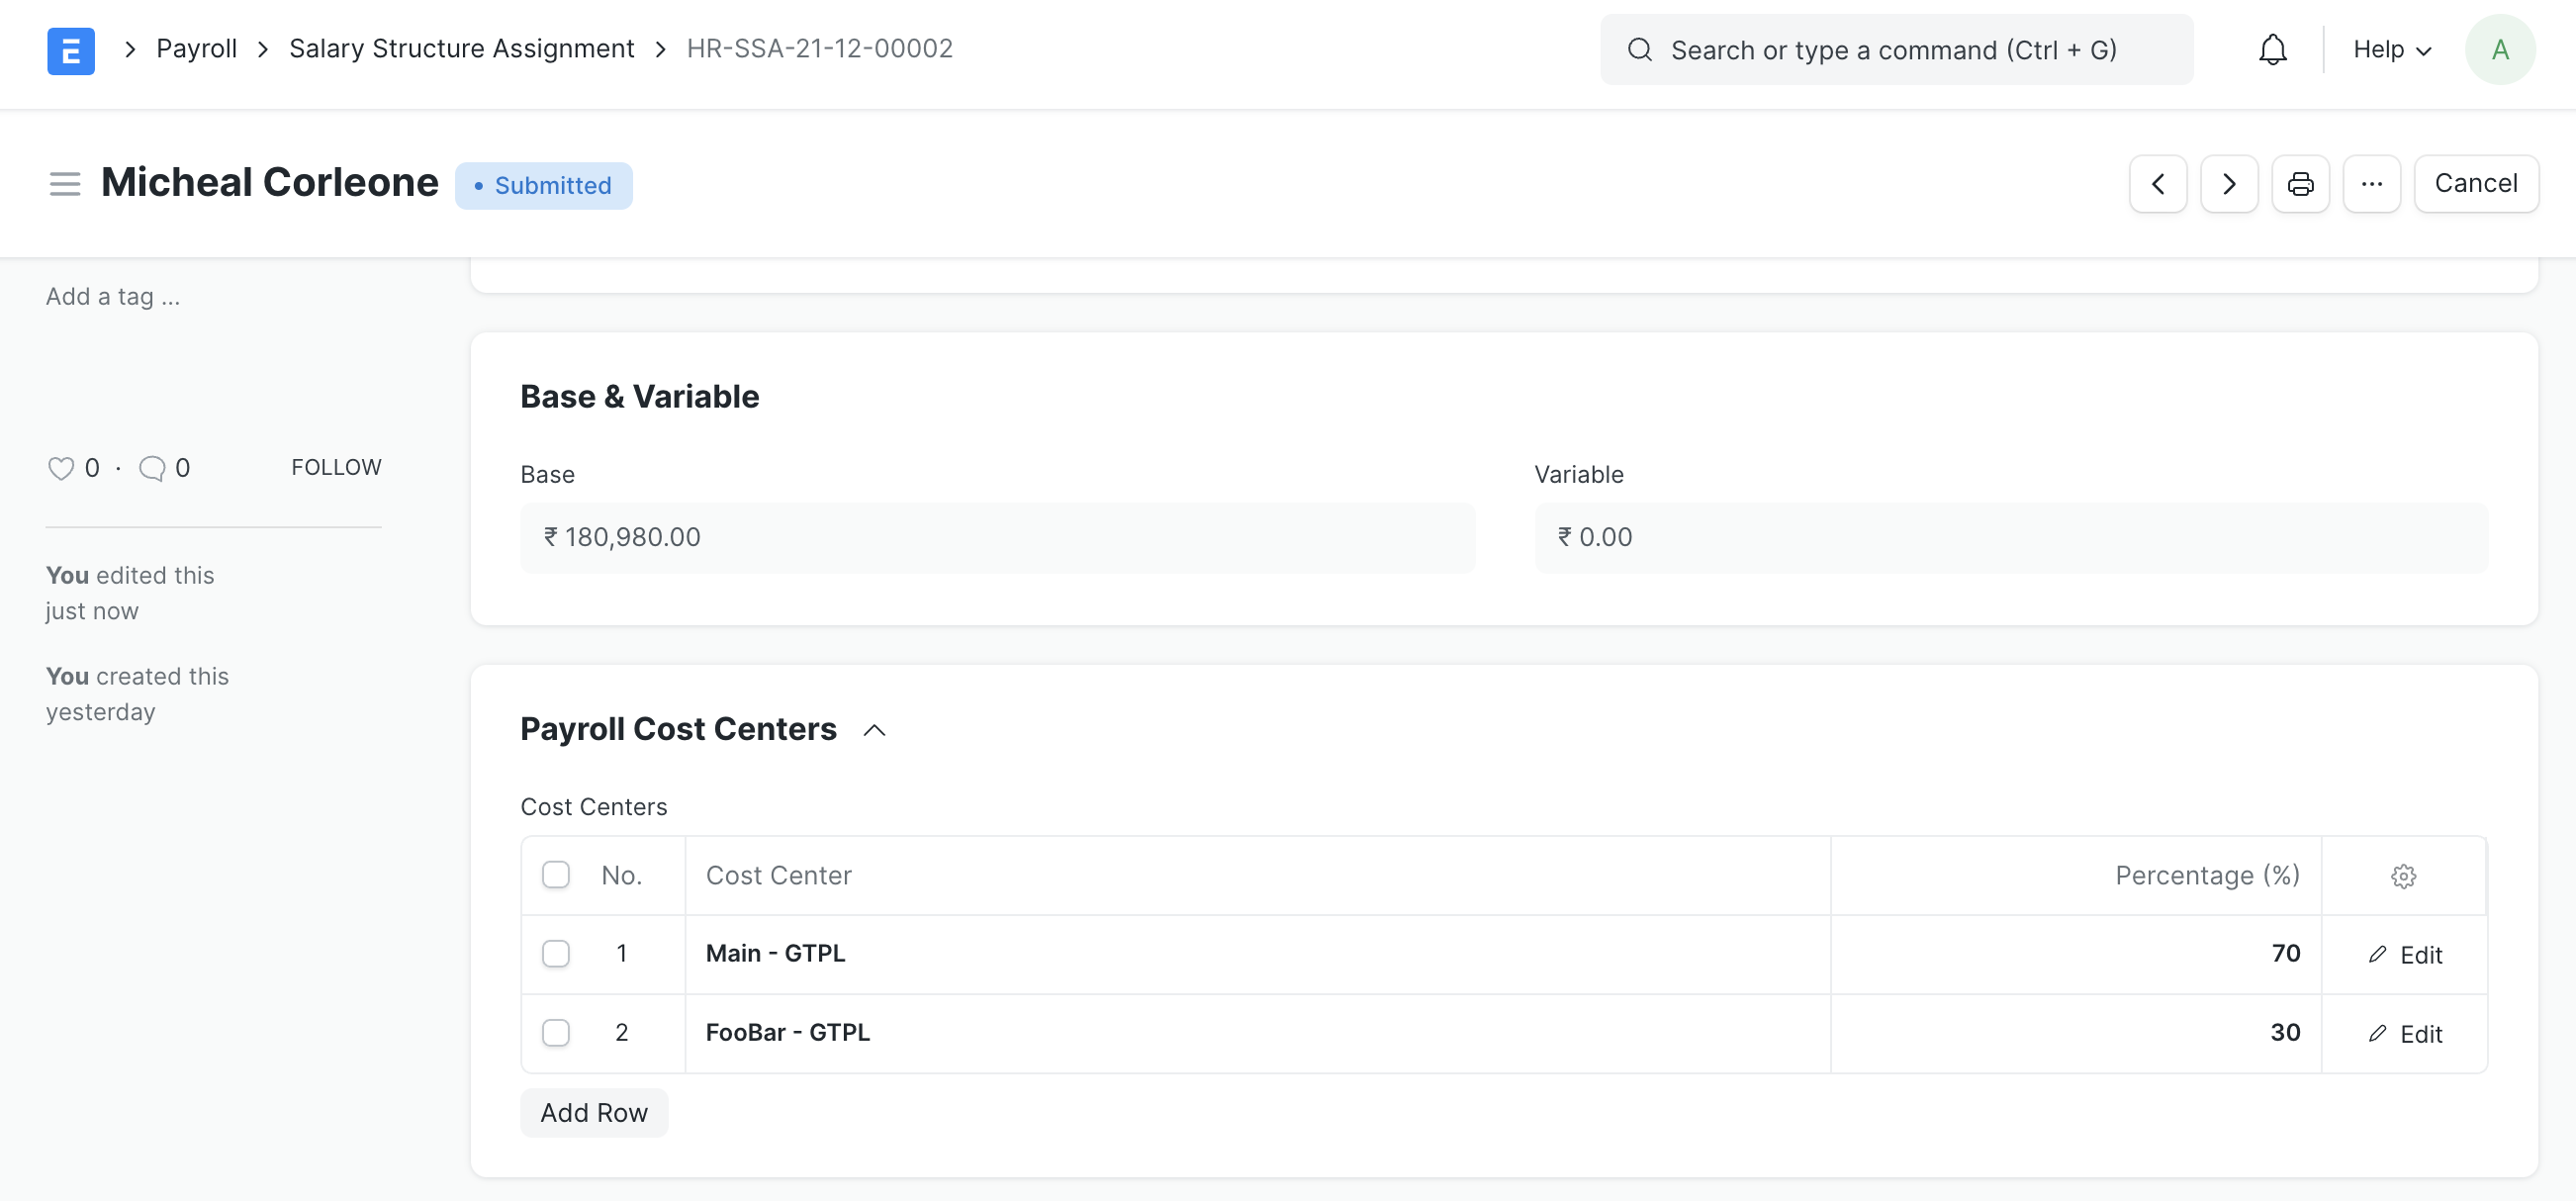 E
Payroll
Salary Structure Assignment
HR-SSA-21-12-00002
Search or type a command (Ctrl + G)
Help
A
Micheal Corleone
• Submitted
...
Cancel
Add a tag ...
0 · 0
FOLLOW
You edited this
just now
You created this
yesterday
Base & Variable
Base
Variable
₹ 180,980.00
₹ 0.00
Payroll Cost Centers
Cost Centers
No. Cost Center Percentage (%)
1 Main - GTPL 70 Edit
2 FooBar - GTPL 30 Edit
Add Row